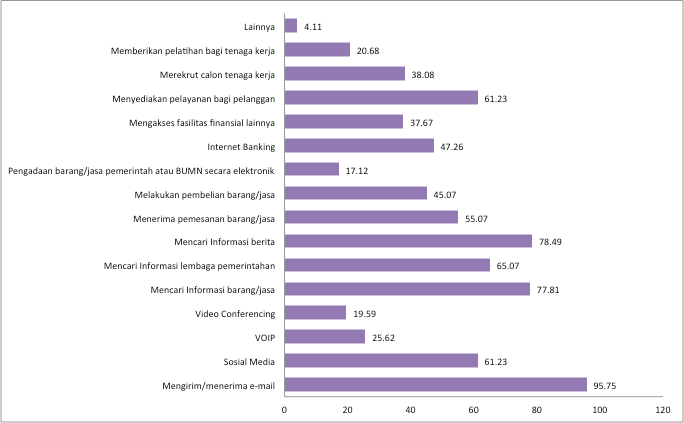 Lainnya 4.11
Memberikan pelatihan bagi tenaga kerja 20.68
Merekrut calon tenaga kerja 38.08
Menyediakan pelayanan bagi pelanggan 61.23
Mengakses fasilitas finansial lainnya 37.67
Internet Banking 47.26
Pengadaan barang/jasa pemerintah atau BUMN secara elektronik 17.12
Melakukan pembelian barang/jasa 45.07
Menerima pemesanan barang/jasa 55.07
Mencari Informasi berita 78.49
Mencari Informasi lembaga pemerintahan 65.07
Mencari Informasi barang/jasa 77.81
Video Conferencing 19.59
VOIP 25.62
Sosial Media 61.23
Mengirim/menerima e-mail 95.75
0 20 40 60 80 100 120